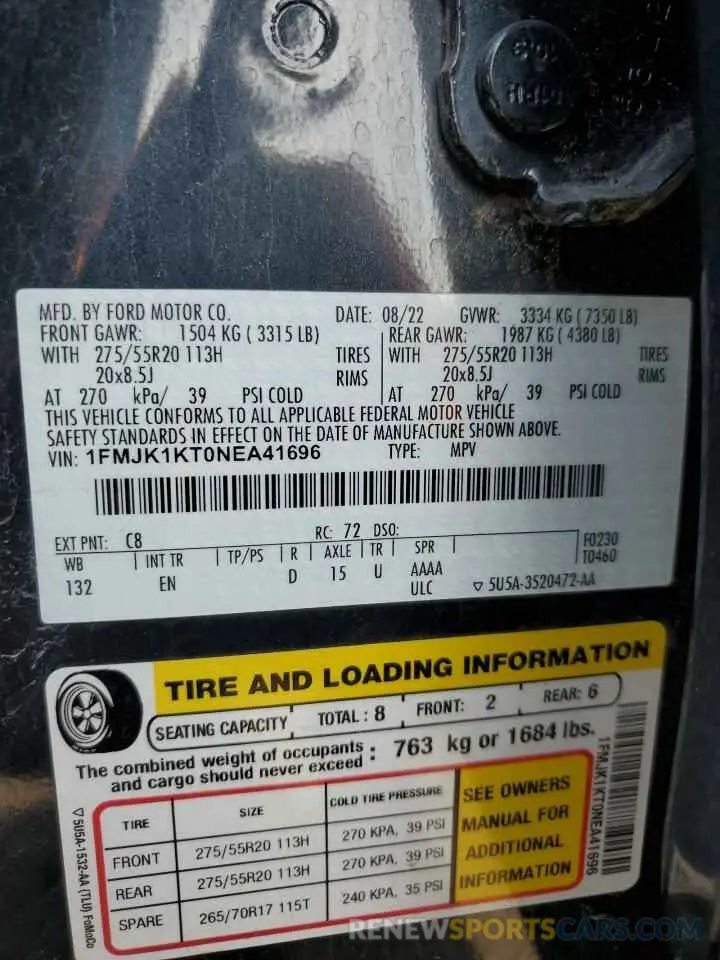 MFD. BY FORD MOTOR CO. DATE: 08/22 GVWR: 3334 KG ( 7350 LB)
FRONT GAWR: 1504 KG ( 3315 LB) REAR GAWR: 1987 KG ( 4380 LB)
WITH 275/55R20 113H TIRES WITH 275/55R20 113H TIRES
20x8.5J RIMS 20x8.5J RIMS
AT 270 kPa/ 39 PSI COLD AT 270 kPa/ 39 PSI COLD
THIS VEHICLE CONFORMS TO ALL APPLICABLE FEDERAL MOTOR VEHICLE
SAFETY STANDARDS IN EFFECT ON THE DATE OF MANUFACTURE SHOWN ABOVE.
VIN: 1FMJK1KT0NEA41696 TYPE: MPV
EXT PNT: C8 RC: 72 DSO: F0230
WB INT TR TP/PS R AXLE TR SPR T0460
132 EN D 15 U AAAA
ULC ▽ 5U5A-3520472-AA
TIRE AND LOADING INFORMATION
SEATING CAPACITY TOTAL: 8 FRONT: 2 REAR: 6
The combined weight of occupants
and cargo should never exceed : 763 kg or 1684 lbs.
TIRE SIZE COLD TIRE PRESSURE
FRONT 275/55R20 113H 270 KPA, 39 PSI
REAR 275/55R20 113H 270 KPA, 39 PSI
SPARE 265/70R17 115T 240 KPA, 35 PSI
SEE OWNERS
MANUAL FOR
ADDITIONAL
INFORMATION
1FMJK1KT0NEA41696
▽ 5U5A-1532-AA (TLU) FoMoCo
RENEWSPORTSCARS.COM